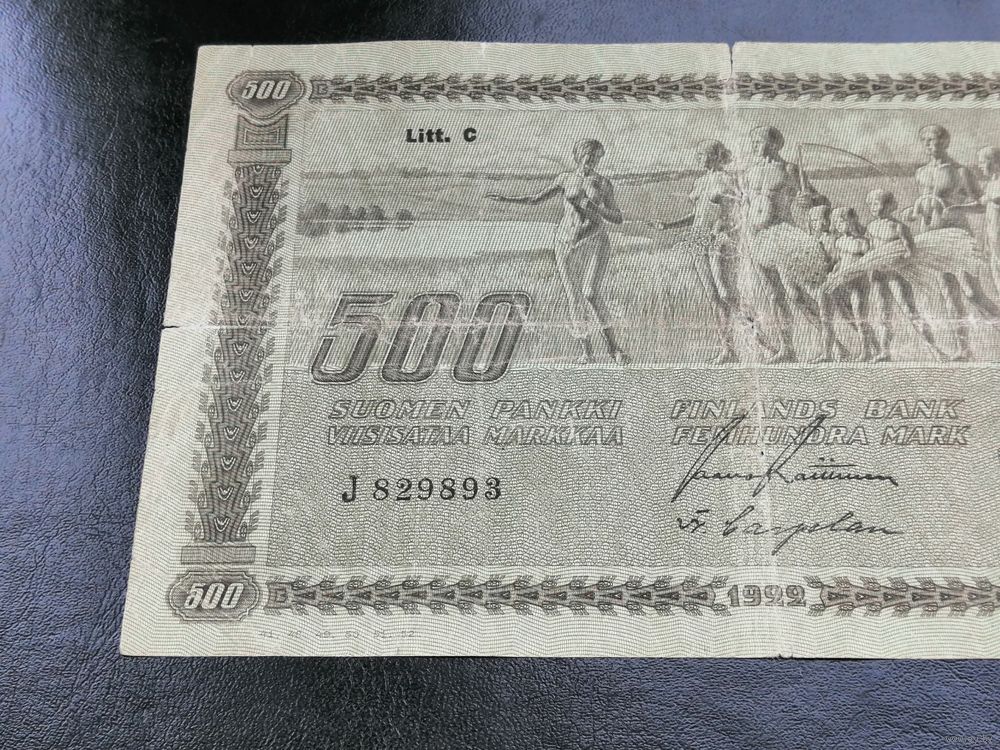 500
Litt. C
500
SUOMEN PANKKI FINLANDS BANK
VIISISATAA MARKKAA FEMHUNDRA MARK
J 829893
500
1922